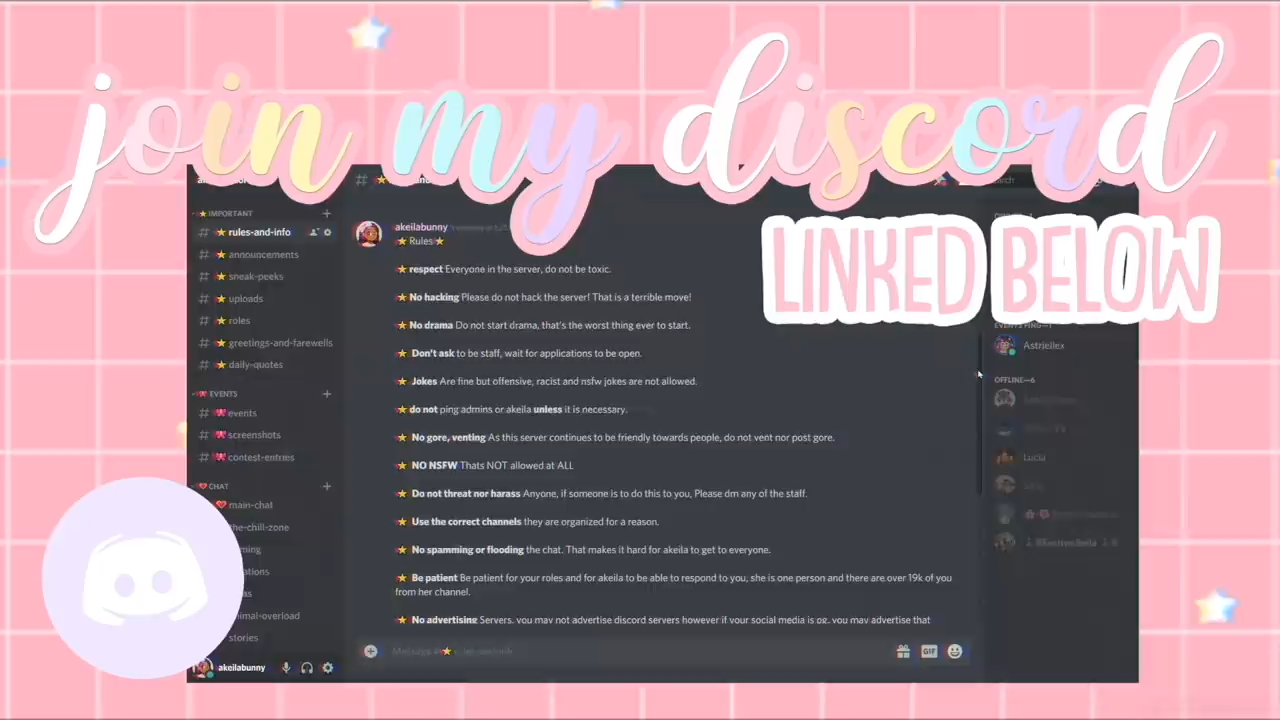 join my discord
LINKED BELOW
IMPORTANT
rules-and-info
announcements
sneak-peeks
uploads
roles
greetings-and-farewells
daily-quotes
EVENTS
events
screenshots
contest-entries
CHAT
main-chat
the-chill-zone
animal-overload
stories
akeilabunny
akeilabunny
Rules
respect Everyone in the server, do not be toxic.
No hacking Please do not hack the server! That is a terrible move!
No drama Do not start drama, that's the worst thing ever to start.
Don't ask to be staff, wait for applications to be open.
Jokes Are fine but offensive, racist and nsfw jokes are not allowed.
do not ping admins or akeila unless it is necessary.
No gore, venting As this server continues to be friendly towards people, do not vent nor post gore.
NO NSFW Thats NOT allowed at ALL
Do not threat nor harass Anyone, if someone is to do this to you, Please dm any of the staff.
Use the correct channels they are organized for a reason.
No spamming or flooding the chat. That makes it hard for akeila to get to everyone.
Be patient Be patient for your roles and for akeila to be able to respond to you, she is one person and there are over 19k of you
from her channel.
No advertising Servers, you may not advertise discord servers however if your social media is og, you may advertise that
GIF
Astriellex
OFFLINE—6
Lucia